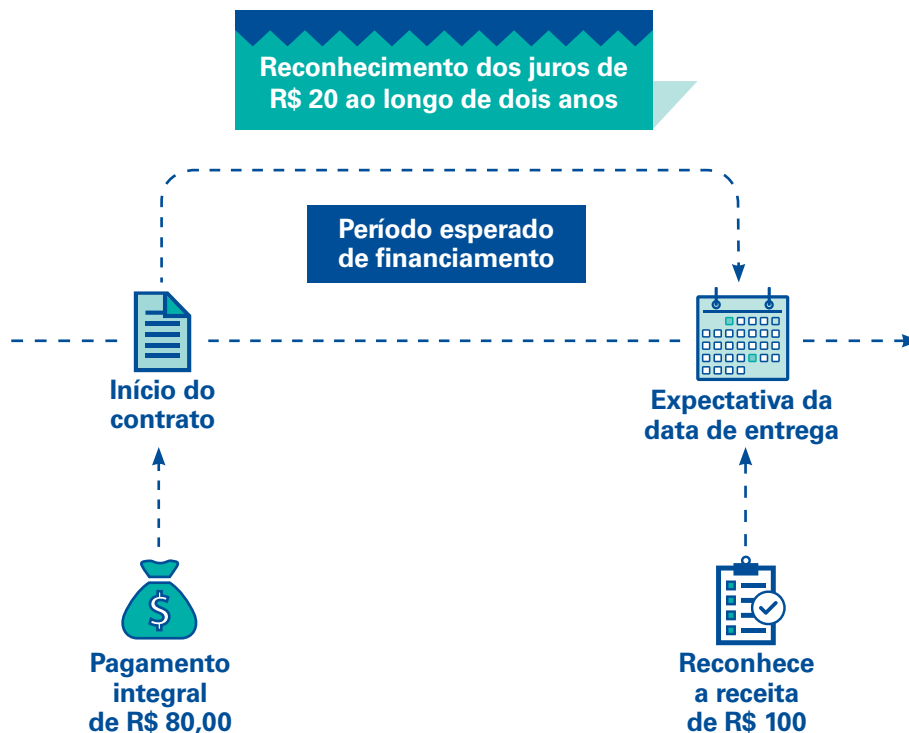 Reconhecimento dos juros de
R$ 20 ao longo de dois anos
Período esperado
de financiamento
Início do
contrato
Expectativa da
data de entrega
$
Pagamento
integral
de R$ 80,00
Reconhece
a receita
de R$ 100